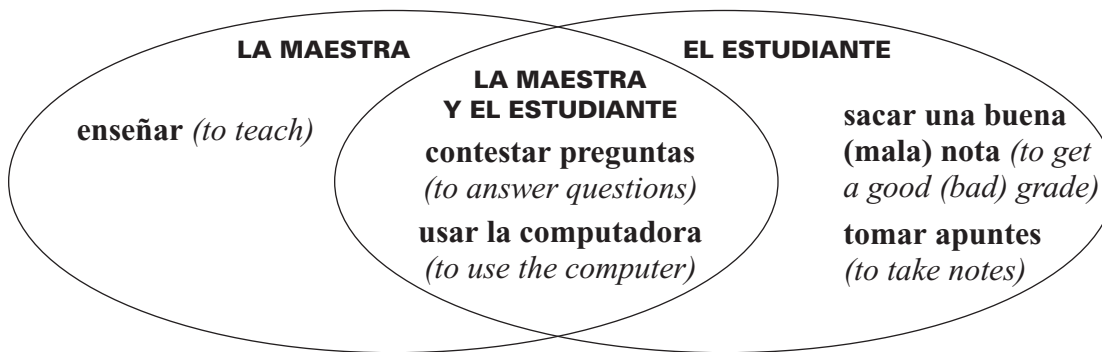 LA MAESTRA
enseñar (to teach)
LA MAESTRA
Y EL ESTUDIANTE
contestar preguntas
(to answer questions)
usar la computadora
(to use the computer)
EL ESTUDIANTE
sacar una buena
(mala) nota (to get
a good (bad) grade)
tomar apuntes
(to take notes)